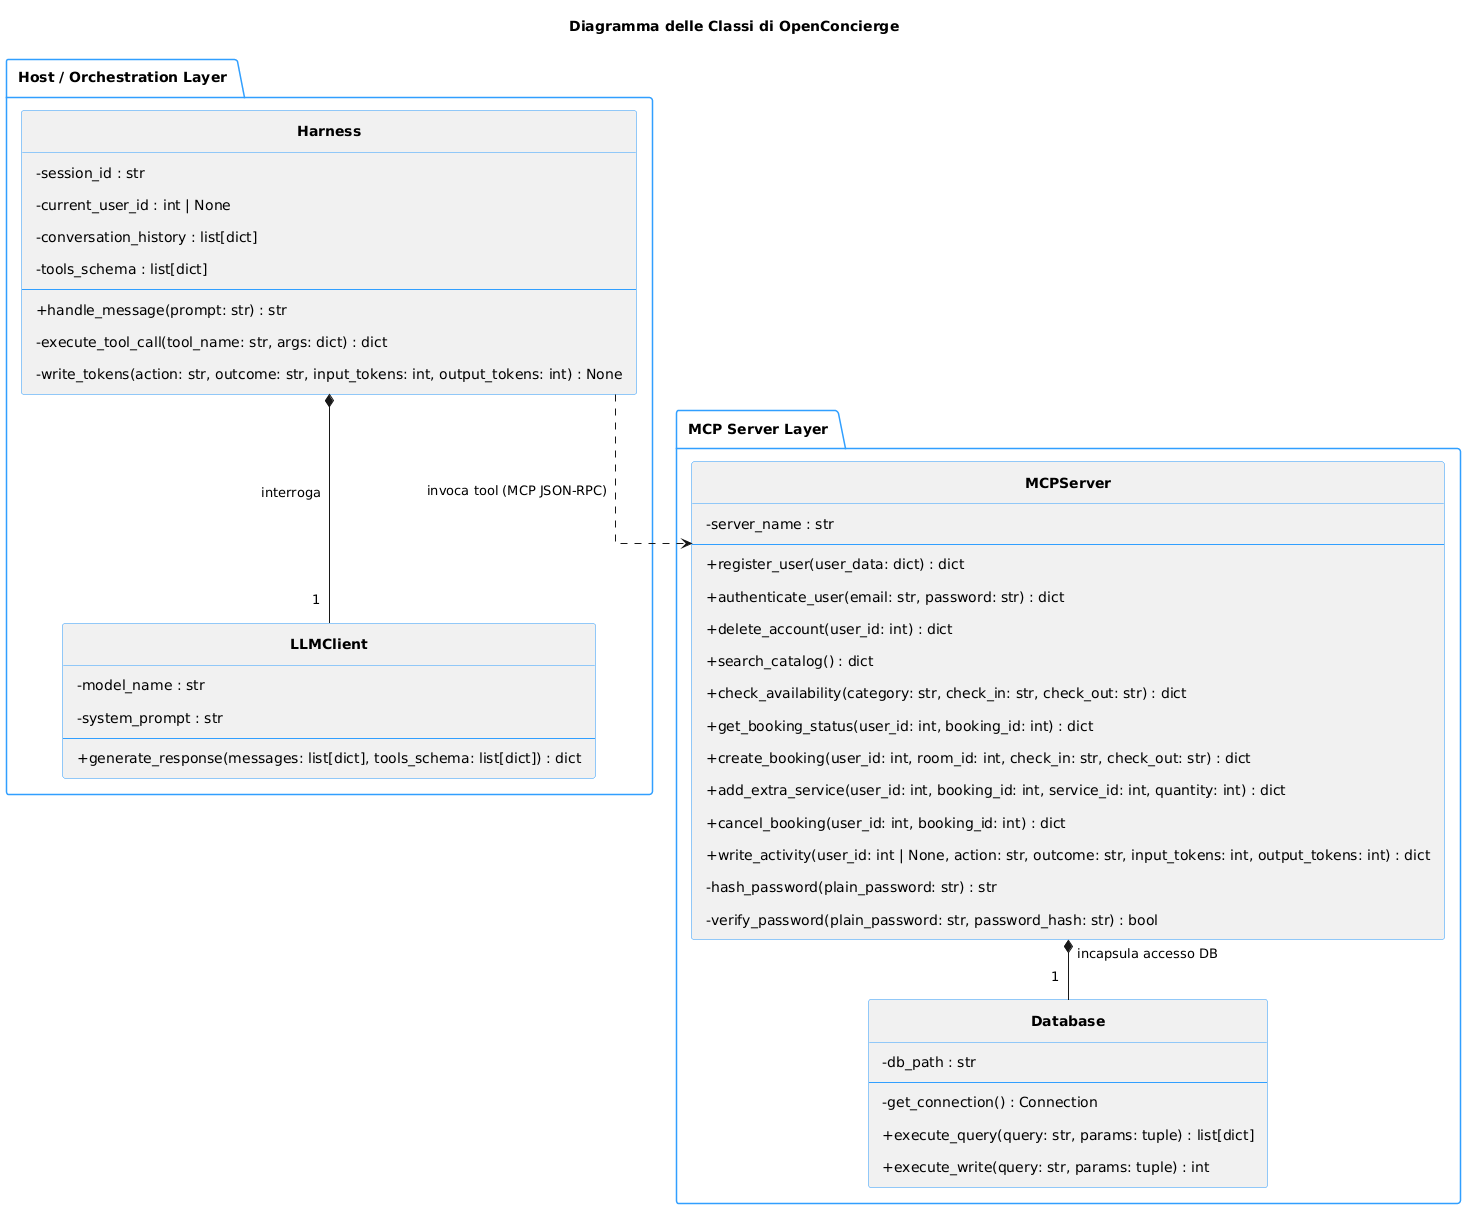 Diagramma delle Classi di OpenConcierge
Host / Orchestration Layer
Harness
-session_id : str
-current_user_id : int | None
-conversation_history : list[dict]
-tools_schema : list[dict]
+handle_message(prompt: str) : str
-execute_tool_call(tool_name: str, args: dict) : dict
-write_tokens(action: str, outcome: str, input_tokens: int, output_tokens: int) : None
interroga
invoca tool (MCP JSON-RPC)
1
LLMClient
-model_name : str
-system_prompt : str
+generate_response(messages: list[dict], tools_schema: list[dict]) : dict
MCP Server Layer
MCPServer
-server_name : str
+register_user(user_data: dict) : dict
+authenticate_user(email: str, password: str) : dict
+delete_account(user_id: int) : dict
+search_catalog() : dict
+check_availability(category: str, check_in: str, check_out: str) : dict
+get_booking_status(user_id: int, booking_id: int) : dict
+create_booking(user_id: int, room_id: int, check_in: str, check_out: str) : dict
+add_extra_service(user_id: int, booking_id: int, service_id: int, quantity: int) : dict
+cancel_booking(user_id: int, booking_id: int) : dict
+write_activity(user_id: int | None, action: str, outcome: str, input_tokens: int, output_tokens: int) : dict
-hash_password(plain_password: str) : str
-verify_password(plain_password: str, password_hash: str) : bool
incapsula accesso DB
1
Database
-db_path : str
-get_connection() : Connection
+execute_query(query: str, params: tuple) : list[dict]
+execute_write(query: str, params: tuple) : int